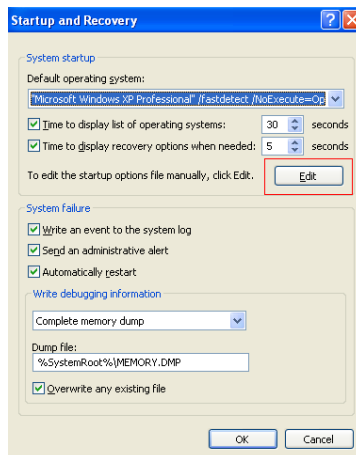 Startup and Recovery
System startup
Default operating system:
"Microsoft Windows XP Professional" /fastdetect /NoExecute=Op
Time to display list of operating systems: 30 seconds
Time to display recovery options when needed: 5 seconds
To edit the startup options file manually, click Edit. Edit
System failure
Write an event to the system log
Send an administrative alert
Automatically restart
Write debugging information
Complete memory dump
Dump file:
%SystemRoot%\MEMORY.DMP
Overwrite any existing file
OK Cancel